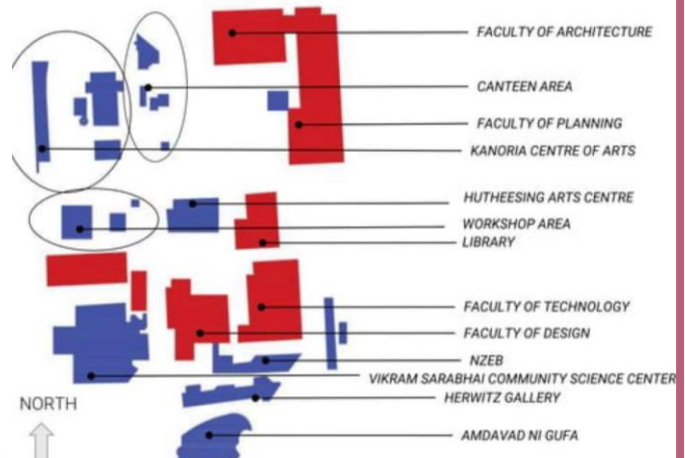 FACULTY OF ARCHITECTURE
CANTEEN AREA
FACULTY OF PLANNING
KANORIA CENTRE OF ARTS
HUTHEESING ARTS CENTRE
WORKSHOP AREA
LIBRARY
FACULTY OF TECHNOLOGY
FACULTY OF DESIGN
NZEB
VIKRAM SARABHAI COMMUNITY SCIENCE CENTER
HERWITZ GALLERY
NORTH
AMDAVAD NI GUFA